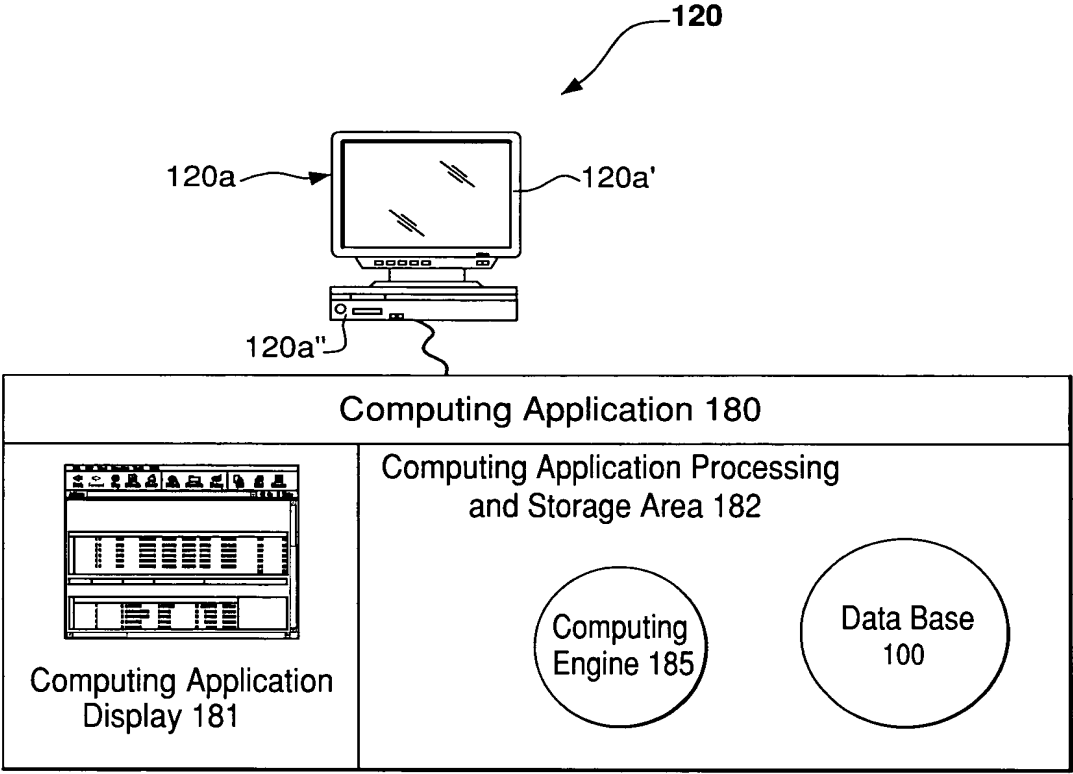 120
120a
120a'
120a"
Computing Application 180
Computing Application Processing
and Storage Area 182
Computing
Engine 185
Data Base
100
Computing Application
Display 181